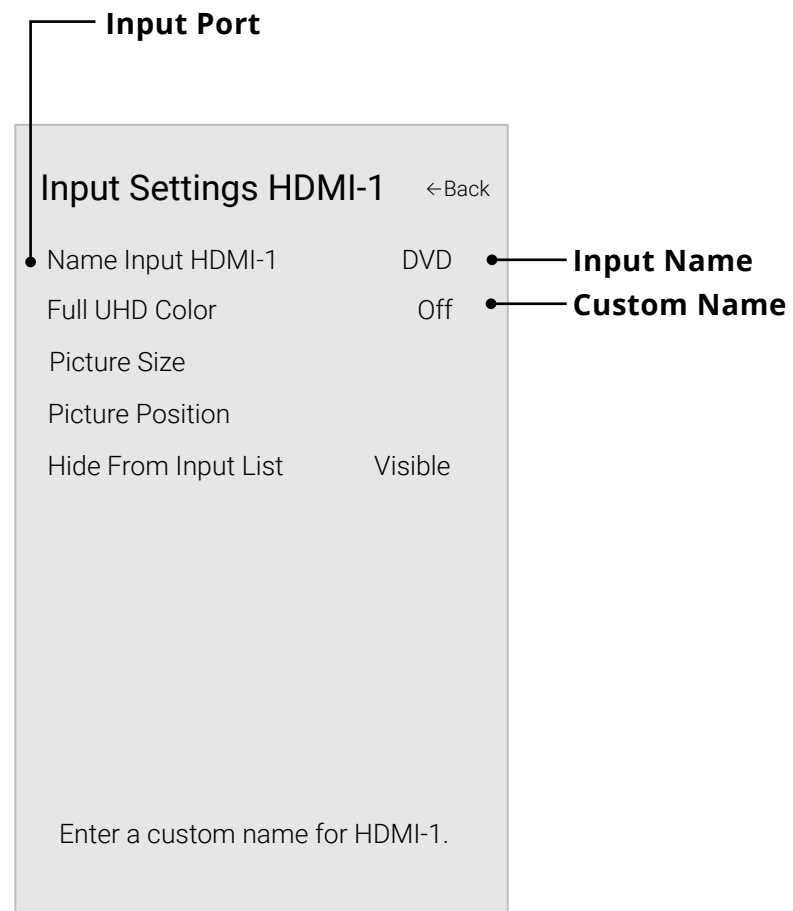 Input Port
Input Settings HDMI-1 ←Back
Name Input HDMI-1 DVD Input Name
Full UHD Color Off Custom Name
Picture Size
Picture Position
Hide From Input List Visible
Enter a custom name for HDMI-1.